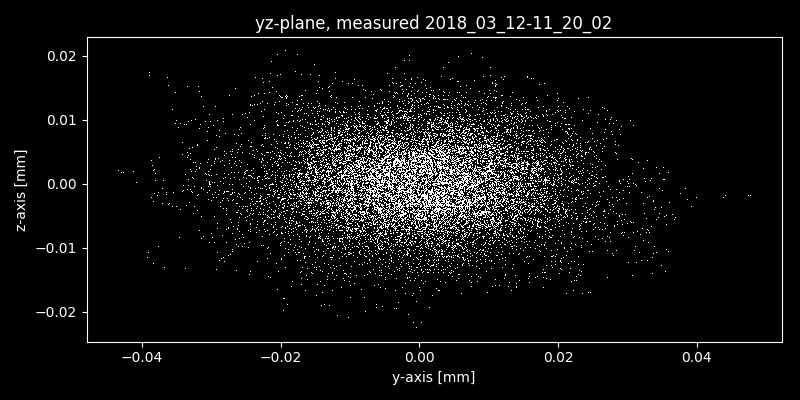 yz-plane, measured 2018_03_12-11_20_02
0.02
0.01
0.00
−0.01
−0.02
z-axis [mm]
−0.04 −0.02 0.00 0.02 0.04
y-axis [mm]